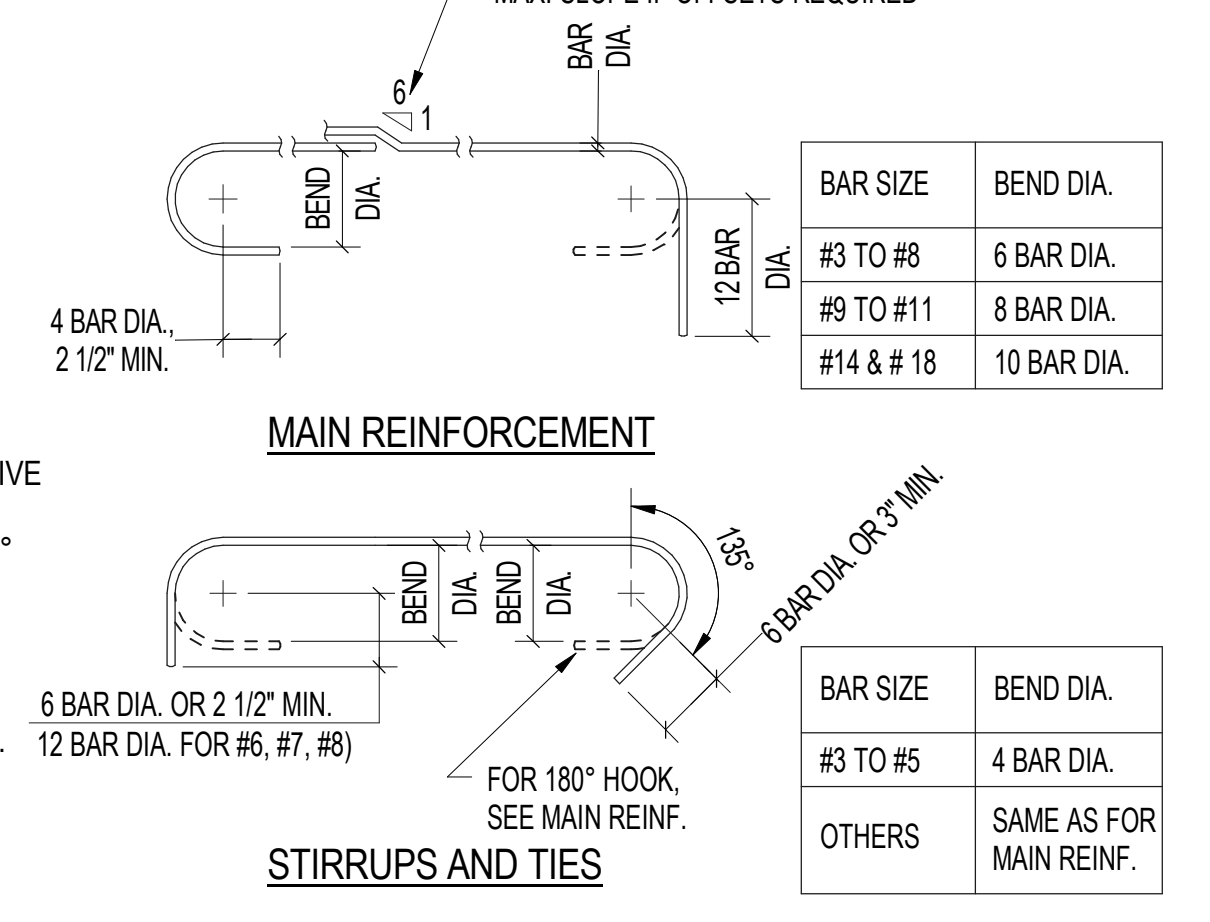 BAR
DIA.
6
1
BEND
DIA.
12 BAR
DIA.
4 BAR DIA.,
2 1/2" MIN.
MAIN REINFORCEMENT
BAR SIZE BEND DIA.
#3 TO #8 6 BAR DIA.
#9 TO #11 8 BAR DIA.
#14 & # 18 10 BAR DIA.
IVE
°
135°
6 BAR DIA. OR 3" MIN.
BEND
DIA.
BEND
DIA.
6 BAR DIA. OR 2 1/2" MIN.
. 12 BAR DIA. FOR #6, #7, #8)
FOR 180° HOOK,
SEE MAIN REINF.
STIRRUPS AND TIES
BAR SIZE BEND DIA.
#3 TO #5 4 BAR DIA.
OTHERS SAME AS FOR
MAIN REINF.